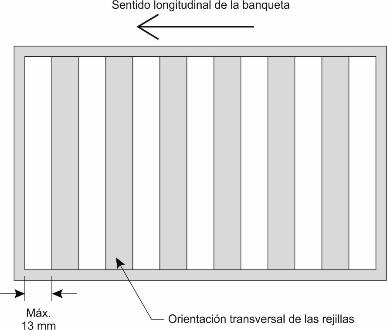 Sentido longitudinal de la banqueta
Máx.
13 mm
Orientación transversal de las rejillas